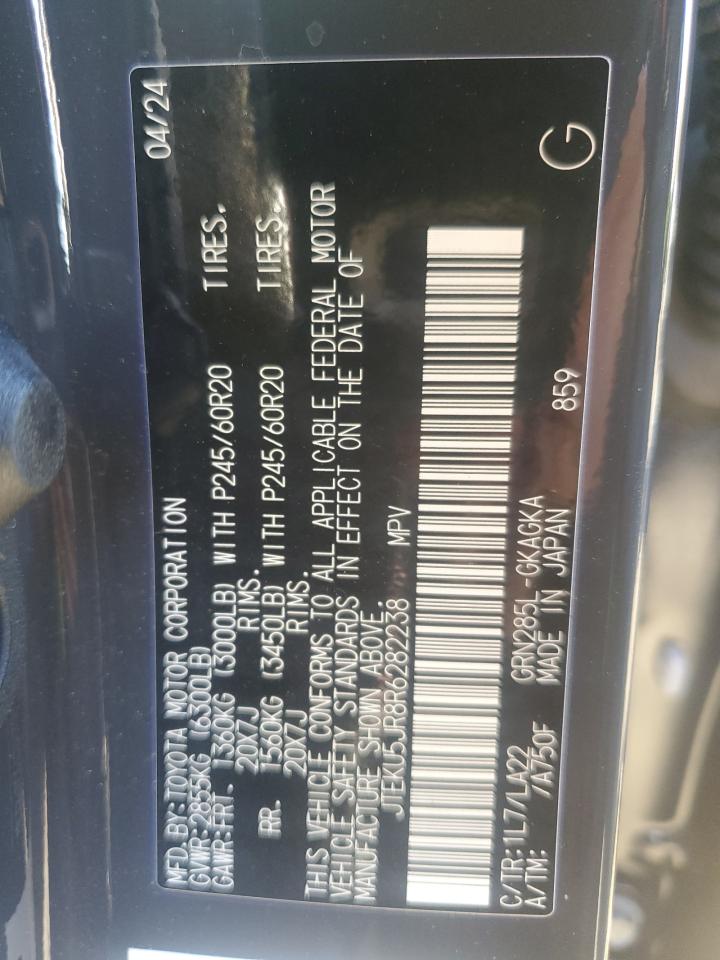 MFD.BY:TOYOTA MOTOR CORPORATION 04/24
GVWR:2855KG (6300LB)
GAWR:FRT. 1360KG (3000LB) WITH P245/60R20 TIRES.
20X7J RIMS.
RR. 1560KG (3450LB) WITH P245/60R20 TIRES.
20X7J RIMS.
THIS VEHICLE CONFORMS TO ALL APPLICABLE FEDERAL MOTOR
VEHICLE SAFETY STANDARDS IN EFFECT ON THE DATE OF
MANUFACTURE SHOWN ABOVE.
JTEKU5JR8R6282238 MPV
C/TR:1L7/LA22 GRN285L-GKAGKA
A/TM: /A750F MADE IN JAPAN 859
G